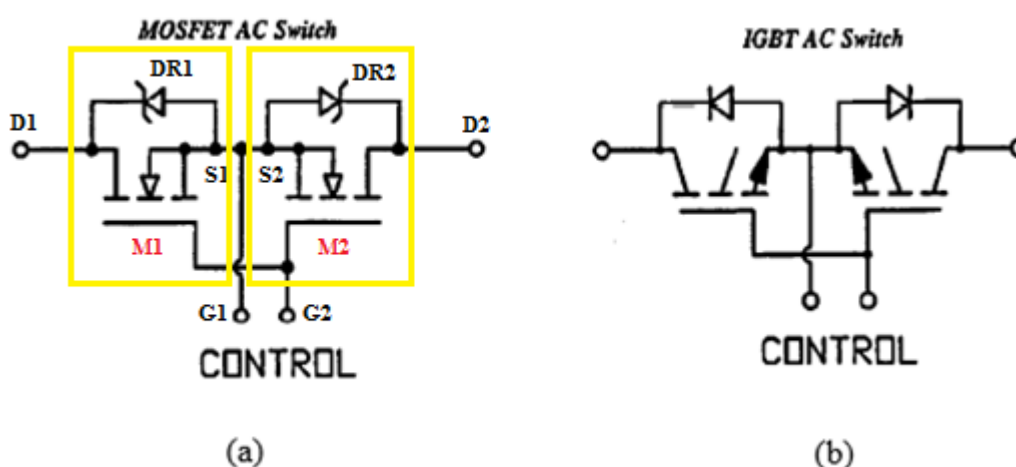 MOSFET AC Switch
DR1
DR2
D1
D2
S1
S2
M1
M2
G1
G2
CONTROL
(a)
IGBT AC Switch
CONTROL
(b)